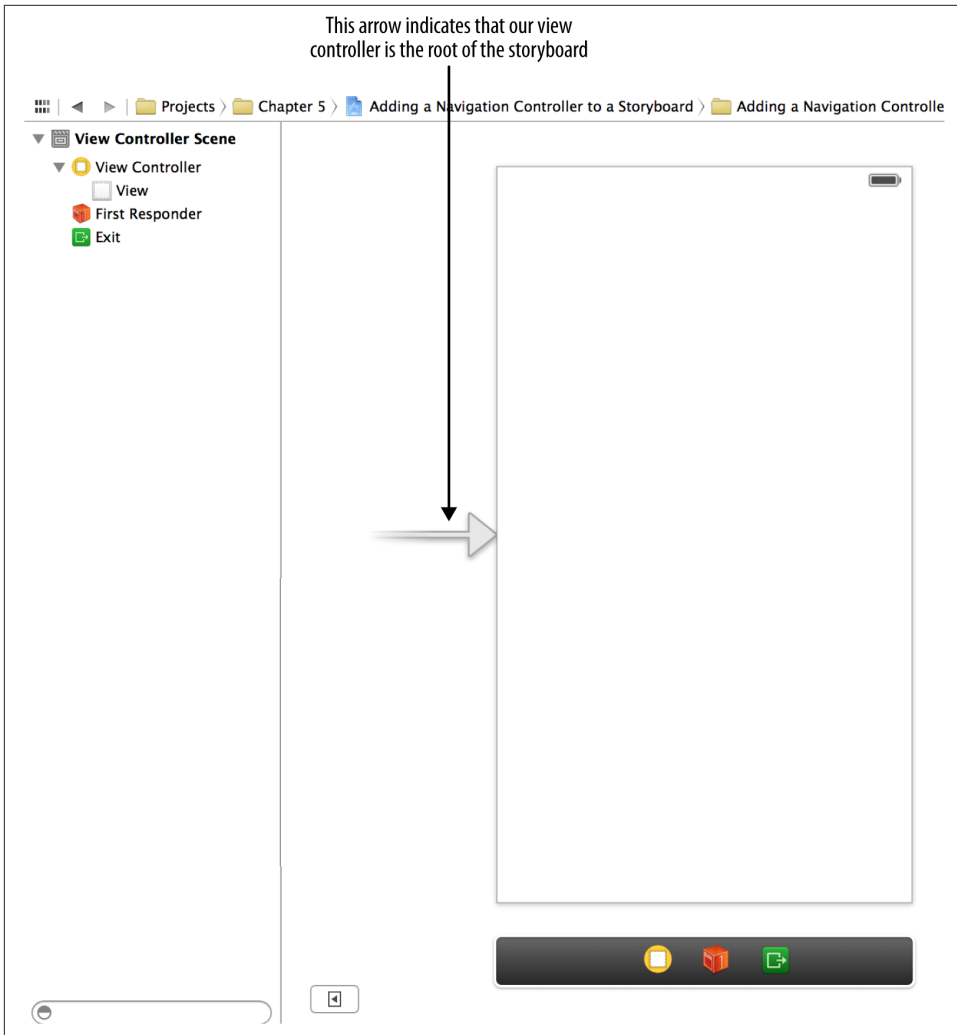 This arrow indicates that our view
controller is the root of the storyboard
Projects 〉 Chapter 5 〉 Adding a Navigation Controller to a Storyboard 〉 Adding a Navigation Controlle
View Controller Scene
View Controller
View
First Responder
Exit